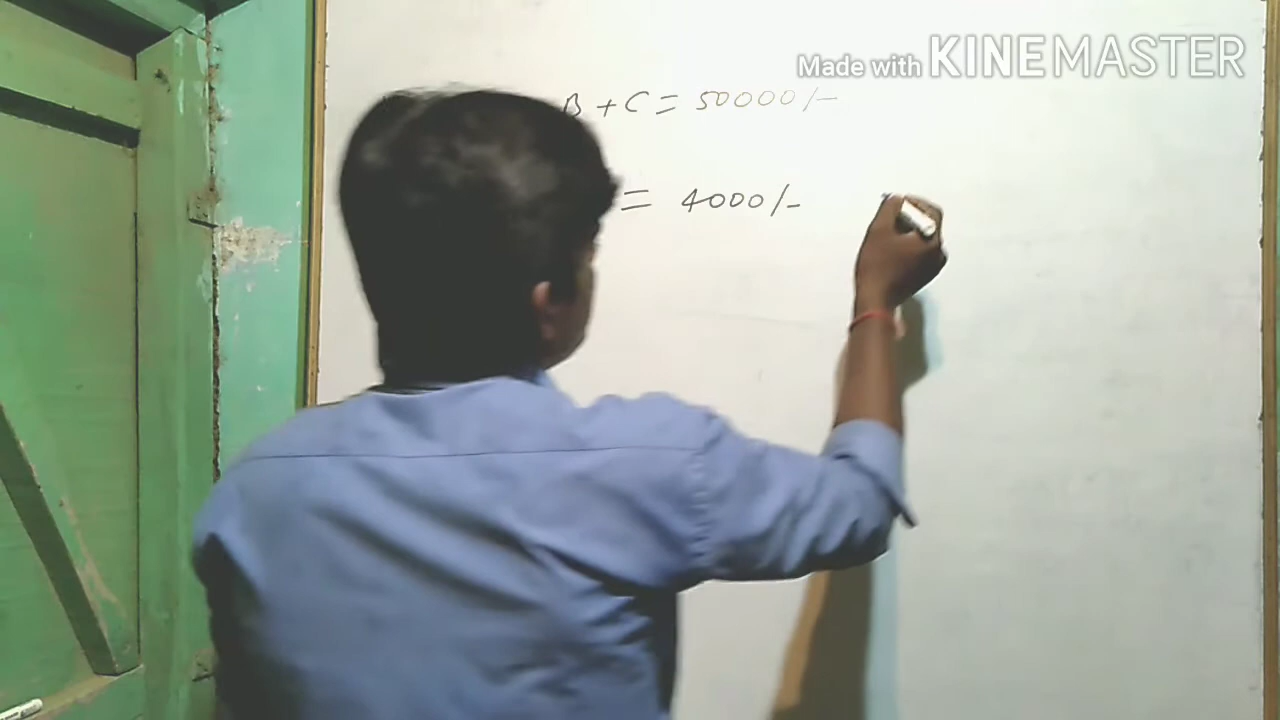 Made with KINEMASTER
B + C = 50000/-
= 4000/-